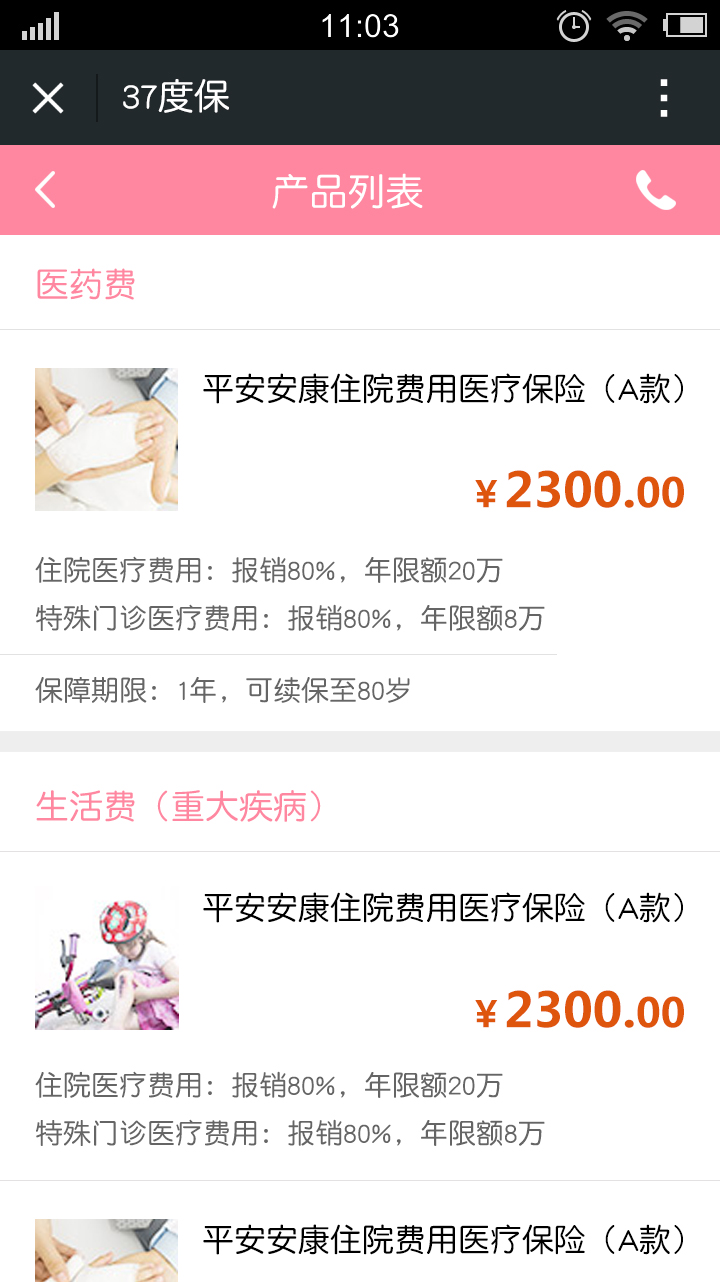 11:03
37度保
产品列表
医药费
平安安康住院费用医疗保险（A款）
¥2300.00
住院医疗费用：报销80%，年限额20万
特殊门诊医疗费用：报销80%，年限额8万
保障期限：1年，可续保至80岁
生活费（重大疾病）
平安安康住院费用医疗保险（A款）
¥2300.00
住院医疗费用：报销80%，年限额20万
特殊门诊医疗费用：报销80%，年限额8万
平安安康住院费用医疗保险（A款）